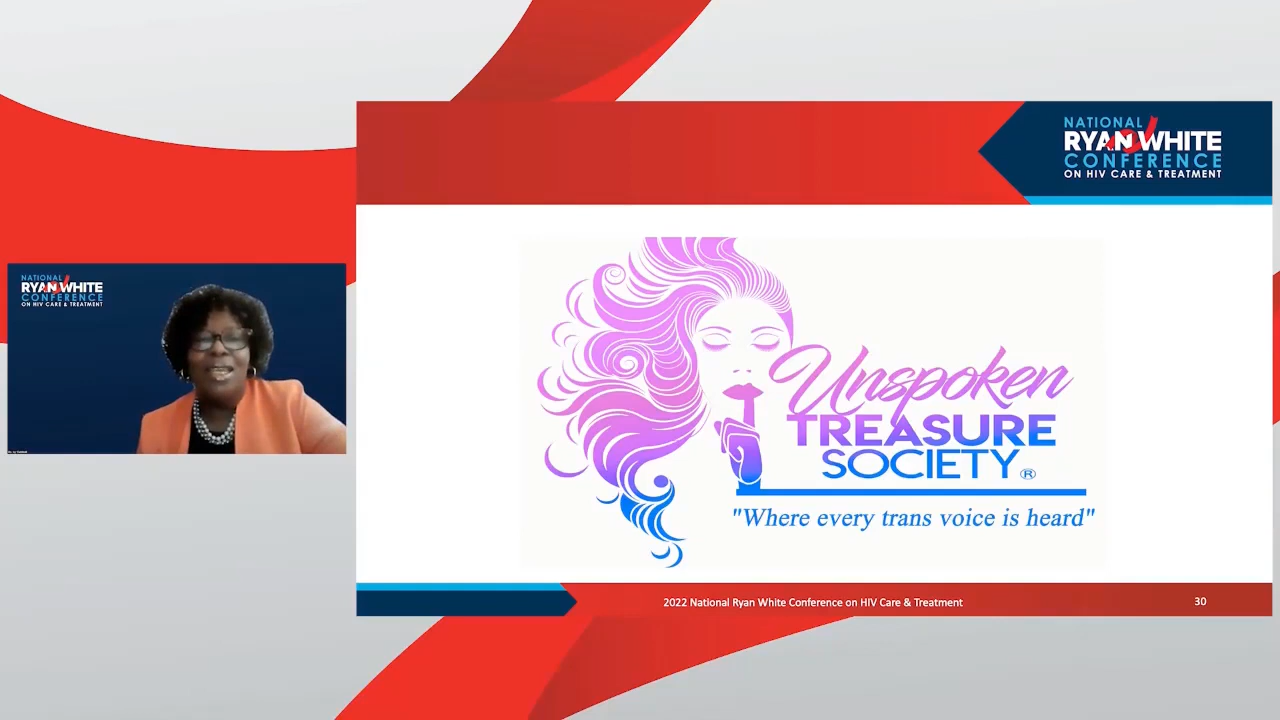 NATIONAL
RYAN WHITE
CONFERENCE
ON HIV CARE & TREATMENT
NATIONAL
RYAN WHITE
CONFERENCE
ON HIV CARE & TREATMENT
Unspoken
TREASURE
SOCIETY ®
"Where every trans voice is heard"
2022 National Ryan White Conference on HIV Care & Treatment
30